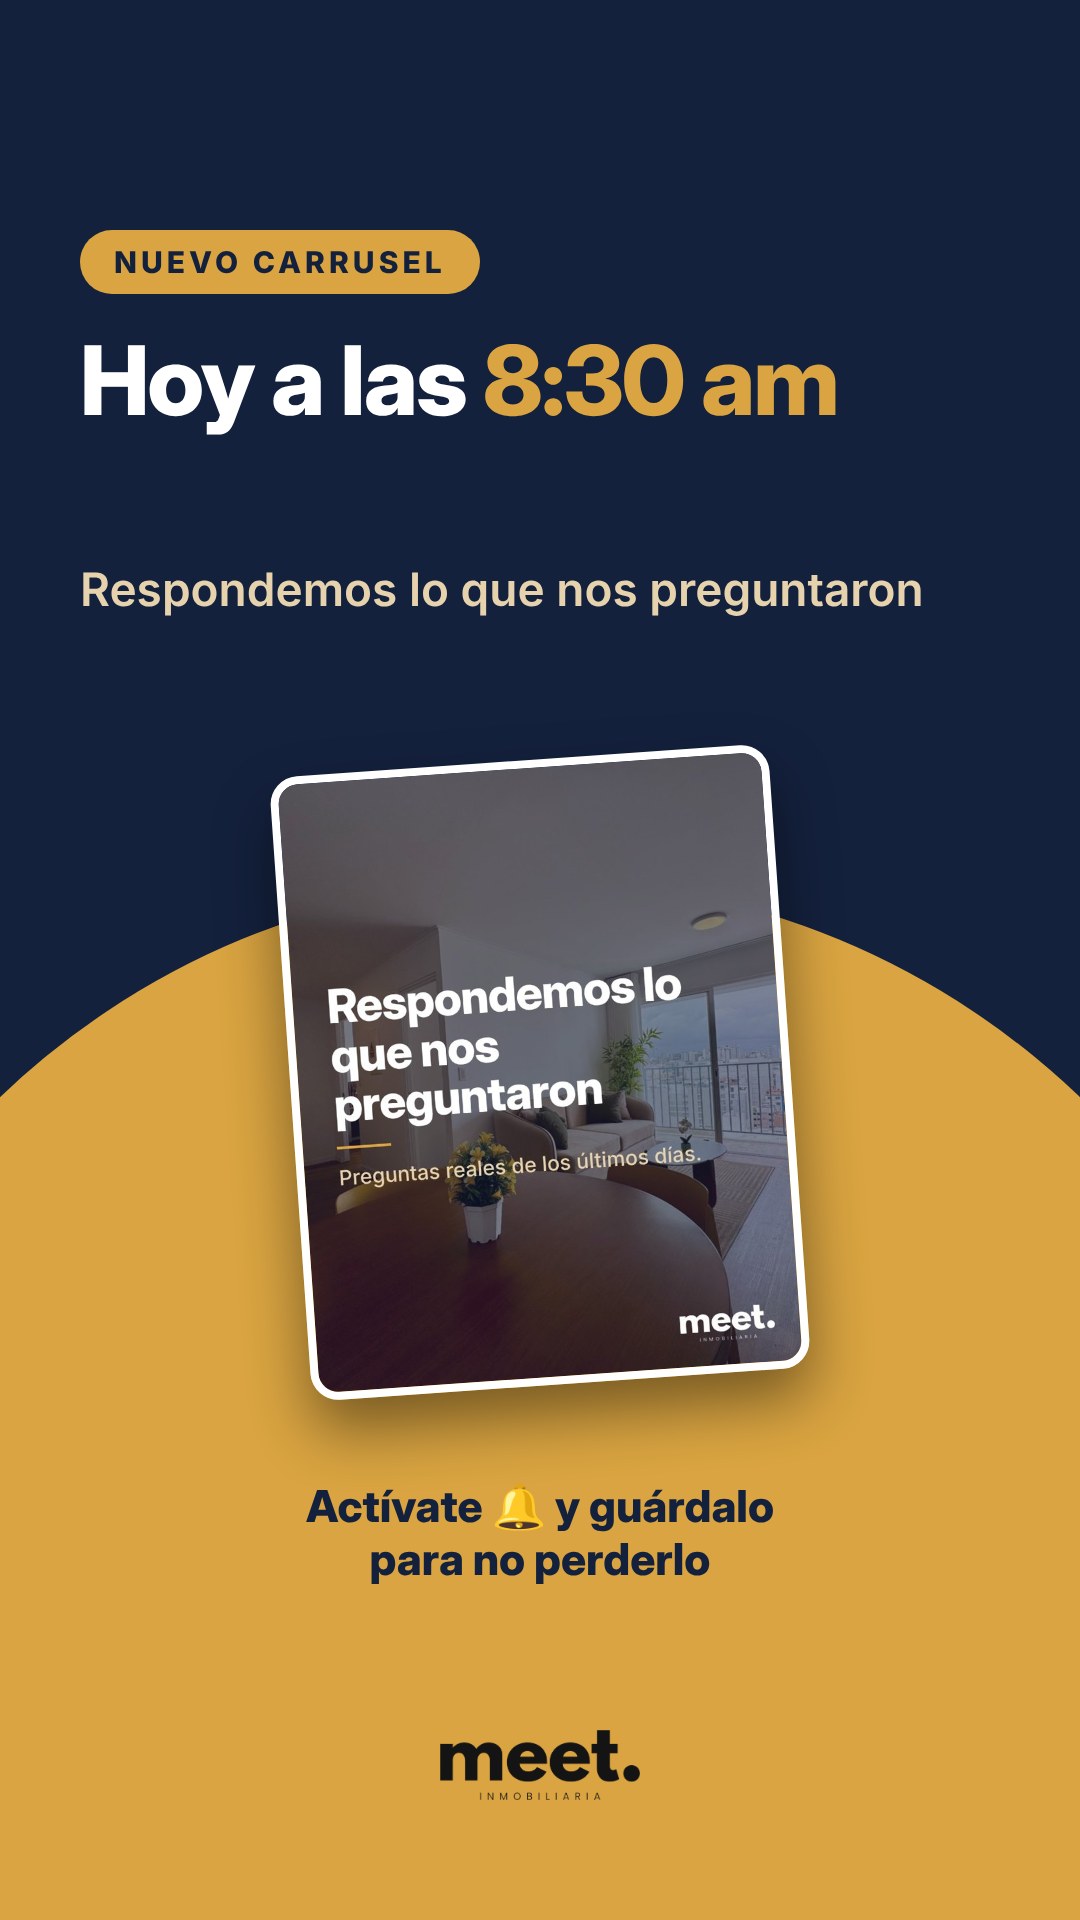 NUEVO CARRUSEL
Hoy a las 8:30 am
Respondemos lo que nos preguntaron
Respondemos lo
que nos
preguntaron
Preguntas reales de los últimos días.
meet.
INMOBILIARIA
Actívate 🔔 y guárdalo
para no perderlo
meet.
INMOBILIARIA